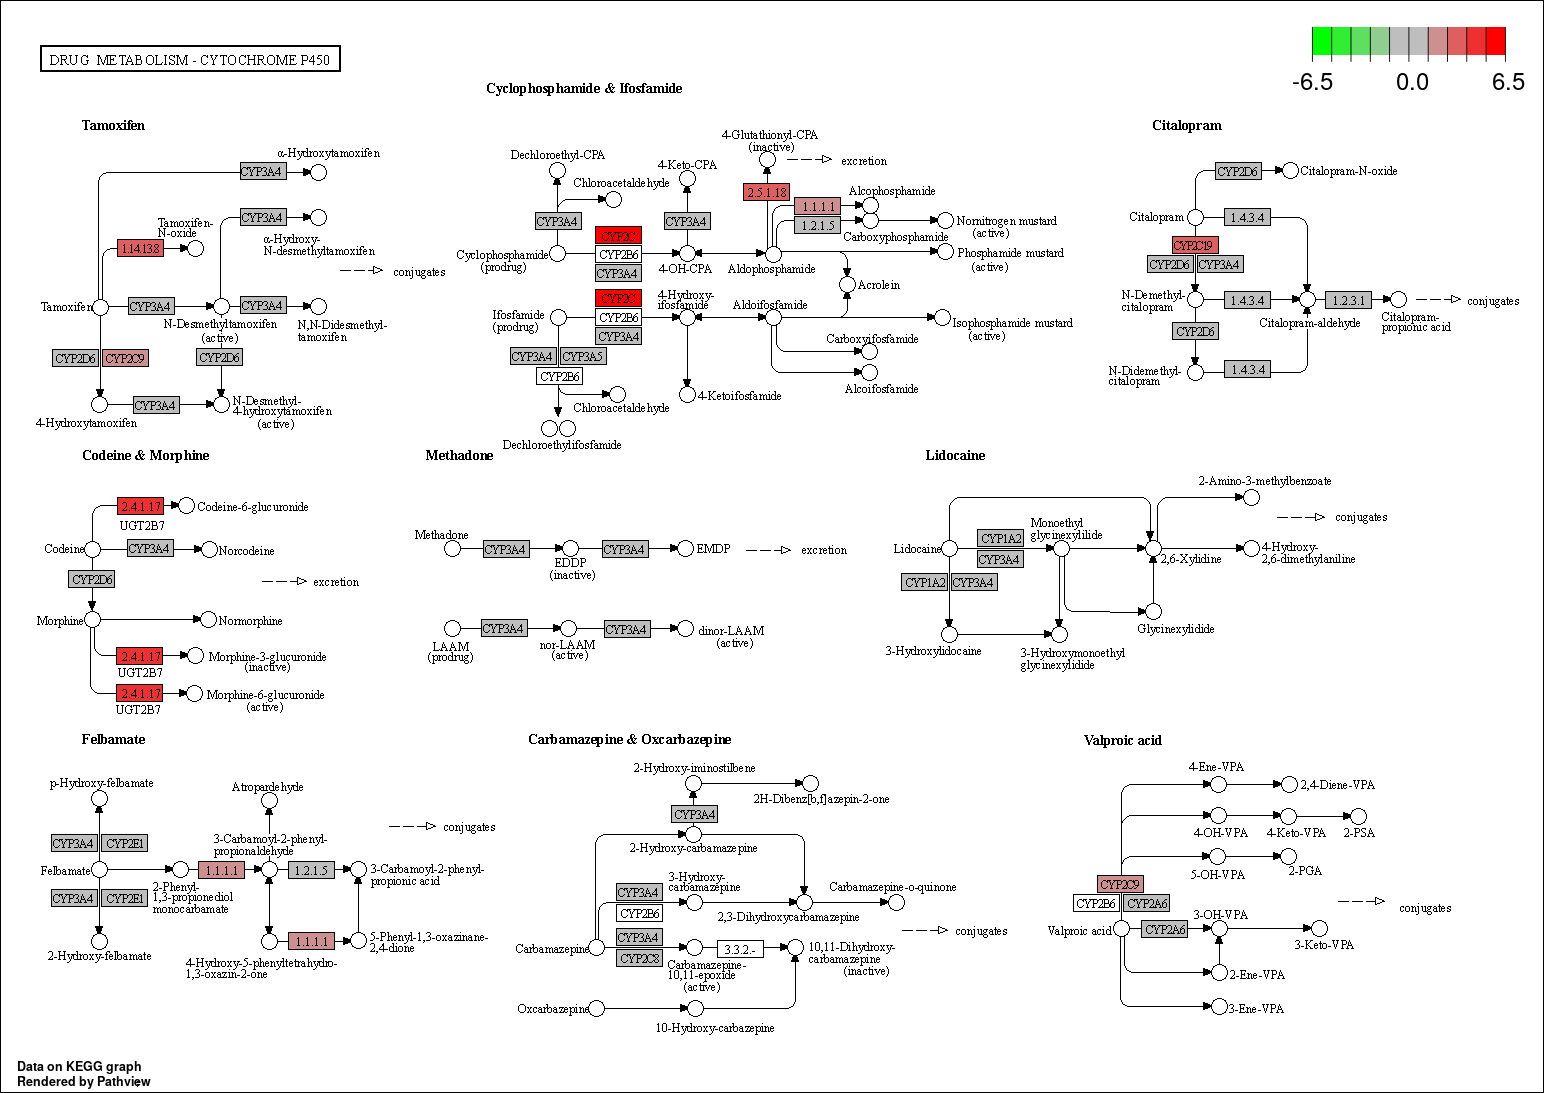 DRUG METABOLISM - CYTOCHROME P450
-6.5
0.0
6.5
Cyclophosphamide & Ifosfamide
Tamoxifen
α-Hydroxytamoxifen
CYP3A4
Tamoxifen-
N-oxide
1.14.13.8
CYP3A4
α-Hydroxy-
N-desmethyltamoxifen
conjugates
Tamoxifen
CYP3A4
CYP3A4
N-Desmethyltamoxifen
(active)
N,N-Didesmethyl-
tamoxifen
CYP2D6
CYP2C9
CYP2D6
CYP3A4
N-Desmethyl-
4-hydroxytamoxifen
(active)
4-Hydroxytamoxifen
Dechloroethyl-CPA
Chloroacetaldehyde
CYP3A4
4-Keto-CPA
CYP3A4
4-Glutathionyl-CPA
(inactive)
excretion
2.5.1.18
1.1.1.1
1.2.1.5
Alcophosphamide
Carboxyphosphamide
Nornitrogen mustard
(active)
Cyclophosphamide
(prodrug)
CYP2C
CYP2B6
CYP3A4
4-OH-CPA
Aldophosphamide
Phosphamide mustard
(active)
Acrolein
Ifosfamide
(prodrug)
CYP2C
CYP2B6
CYP3A4
4-Hydroxy-
ifosfamide
Aldoifosfamide
Isophosphamide mustard
(active)
CYP3A4
CYP3A5
CYP2B6
Carboxyifosfamide
Alcoifosfamide
Chloroacetaldehyde
4-Ketoifosfamide
Dechloroethylifosfamide
Citalopram
CYP2D6
Citalopram-N-oxide
Citalopram
1.4.3.4
CYP2C19
CYP2D6
CYP3A4
N-Demethyl-
citalopram
1.4.3.4
1.2.3.1
conjugates
Citalopram-aldehyde
Citalopram-
propionic acid
CYP2D6
N-Didemethyl-
citalopram
1.4.3.4
Codeine & Morphine
2.4.1.17
UGT2B7
Codeine-6-glucuronide
Codeine
CYP3A4
Norcodeine
CYP2D6
excretion
Morphine
Normorphine
2.4.1.17
UGT2B7
Morphine-3-glucuronide
(inactive)
2.4.1.17
UGT2B7
Morphine-6-glucuronide
(active)
Methadone
Methadone
CYP3A4
EDDP
(inactive)
CYP3A4
EMDP
excretion
LAAM
(prodrug)
CYP3A4
nor-LAAM
(active)
CYP3A4
dinor-LAAM
(active)
Lidocaine
2-Amino-3-methylbenzoate
conjugates
Lidocaine
CYP1A2
CYP3A4
Monoethyl
glycinexylilide
2,6-Xylidine
4-Hydroxy-
2,6-dimethylaniline
CYP1A2
CYP3A4
Glycinexylidide
3-Hydroxylidocaine
3-Hydroxymonoethyl
glycinexylidide
Felbamate
p-Hydroxy-felbamate
Atropardehyde
conjugates
CYP3A4
CYP2E1
3-Carbamoyl-2-phenyl-
propionaldehyde
Felbamate
1.1.1.1
1.2.1.5
3-Carbamoyl-2-phenyl-
propionic acid
CYP3A4
CYP2E1
2-Phenyl-
1,3-propionediol
monocarbamate
2-Hydroxy-felbamate
1.1.1.1
5-Phenyl-1,3-oxazinane-
2,4-dione
4-Hydroxy-5-phenyltetrahydro-
1,3-oxazin-2-one
Carbamazepine & Oxcarbazepine
2-Hydroxy-iminostilbene
2H-Dibenz[b,f]azepin-2-one
CYP3A4
2-Hydroxy-carbamazepine
CYP3A4
CYP2B6
3-Hydroxy-
carbamazepine
2,3-Dihydroxycarbamazepine
Carbamazepine-o-quinone
conjugates
Carbamazepine
CYP3A4
CYP2C8
Carbamazepine-
10,11-epoxide
(active)
3.3.2.-
10,11-Dihydroxy-
carbamazepine
(inactive)
Oxcarbazepine
10-Hydroxy-carbazepine
Valproic acid
4-Ene-VPA
2,4-Diene-VPA
4-OH-VPA
4-Keto-VPA
2-PSA
5-OH-VPA
2-PGA
CYP2C9
CYP2B6
CYP2A6
conjugates
Valproic acid
CYP2A6
3-OH-VPA
3-Keto-VPA
2-Ene-VPA
3-Ene-VPA
Data on KEGG graph
Rendered by Pathview